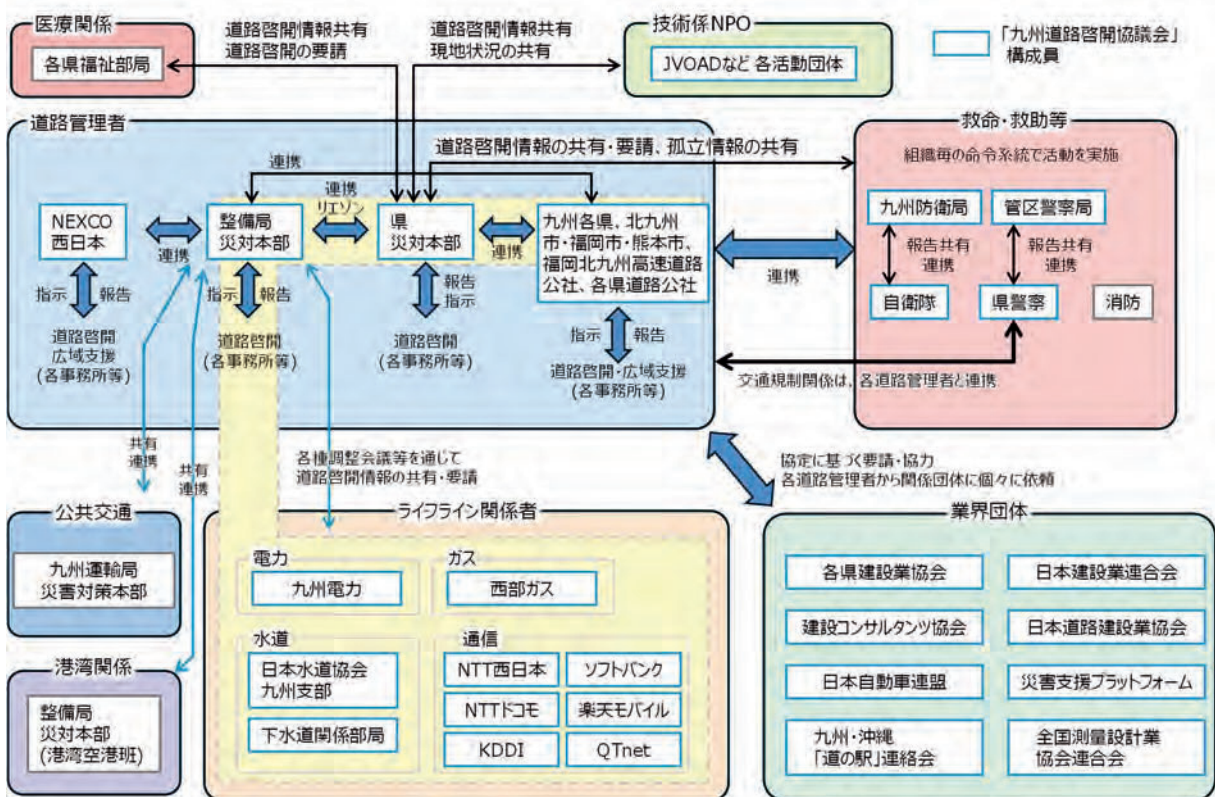 医療関係
各県福祉部局
道路啓開情報共有
道路啓開の要請
道路啓開情報共有
現地状況の共有
技術係NPO
JVOADなど 各活動団体
「九州道路啓開協議会」
構成員
道路管理者
連携
道路啓開情報の共有・要請、孤立情報の共有
NEXCO
西日本
連携
整備局
災対本部
連携
リエゾン
県
災対本部
連携
九州各県、北九州
市・福岡市・熊本市、
福岡北九州高速道路
公社、各県道路公社
指示
報告
道路啓開
広域支援
(各事務所等)
指示
報告
道路啓開
(各事務所等)
報告
指示
道路啓開
(各事務所等)
指示
報告
道路啓開・広域支援
(各事務所等)
連携
救命・救助等
組織毎の命令系統で活動を実施
九州防衛局
管区警察局
報告共有
連携
報告共有
連携
自衛隊
県警察
消防
交通規制関係は、各道路管理者と連携
共有
連携
共有
連携
各種調整会議等を通じて
道路啓開情報の共有・要請
協定に基づく要請・協力
各道路管理者から関係団体に個々に依頼
公共交通
九州運輸局
災害対策本部
港湾関係
整備局
災対本部
(港湾空港班)
ライフライン関係者
電力
九州電力
ガス
西部ガス
水道
日本水道協会
九州支部
下水道関係部局
通信
NTT西日本
ソフトバンク
NTTドコモ
楽天モバイル
KDDI
QTnet
業界団体
各県建設業協会
日本建設業連合会
建設コンサルタンツ協会
日本道路建設業協会
日本自動車連盟
災害支援プラットフォーム
九州・沖縄
「道の駅」連絡会
全国測量設計業
協会連合会